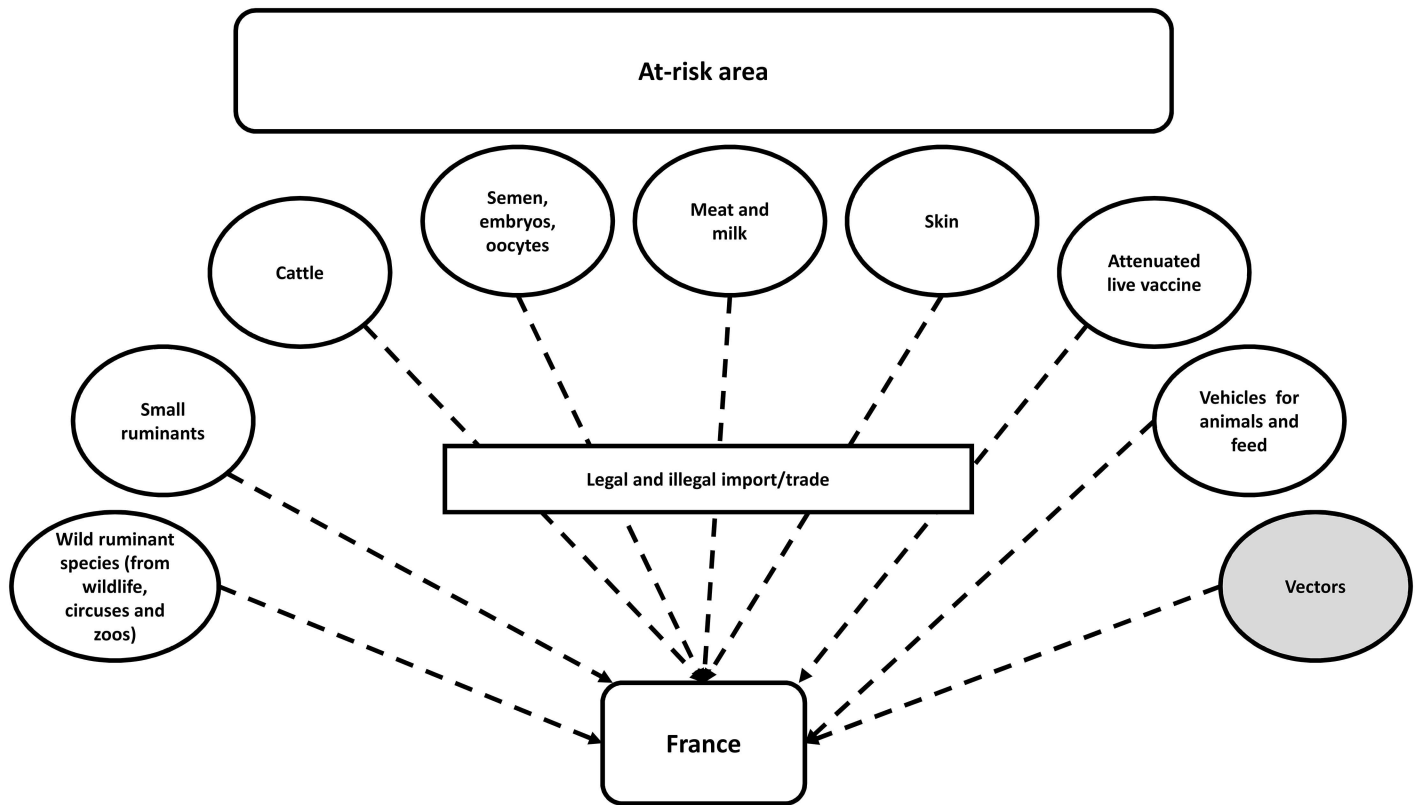 At-risk area
Semen,
embryos,
oocytes
Meat and
milk
Skin
Cattle
Attenuated
live vaccine
Small
ruminants
Vehicles for
animals and
feed
Legal and illegal import/trade
Wild ruminant
species (from
wildlife,
circuses and
zoos)
Vectors
France